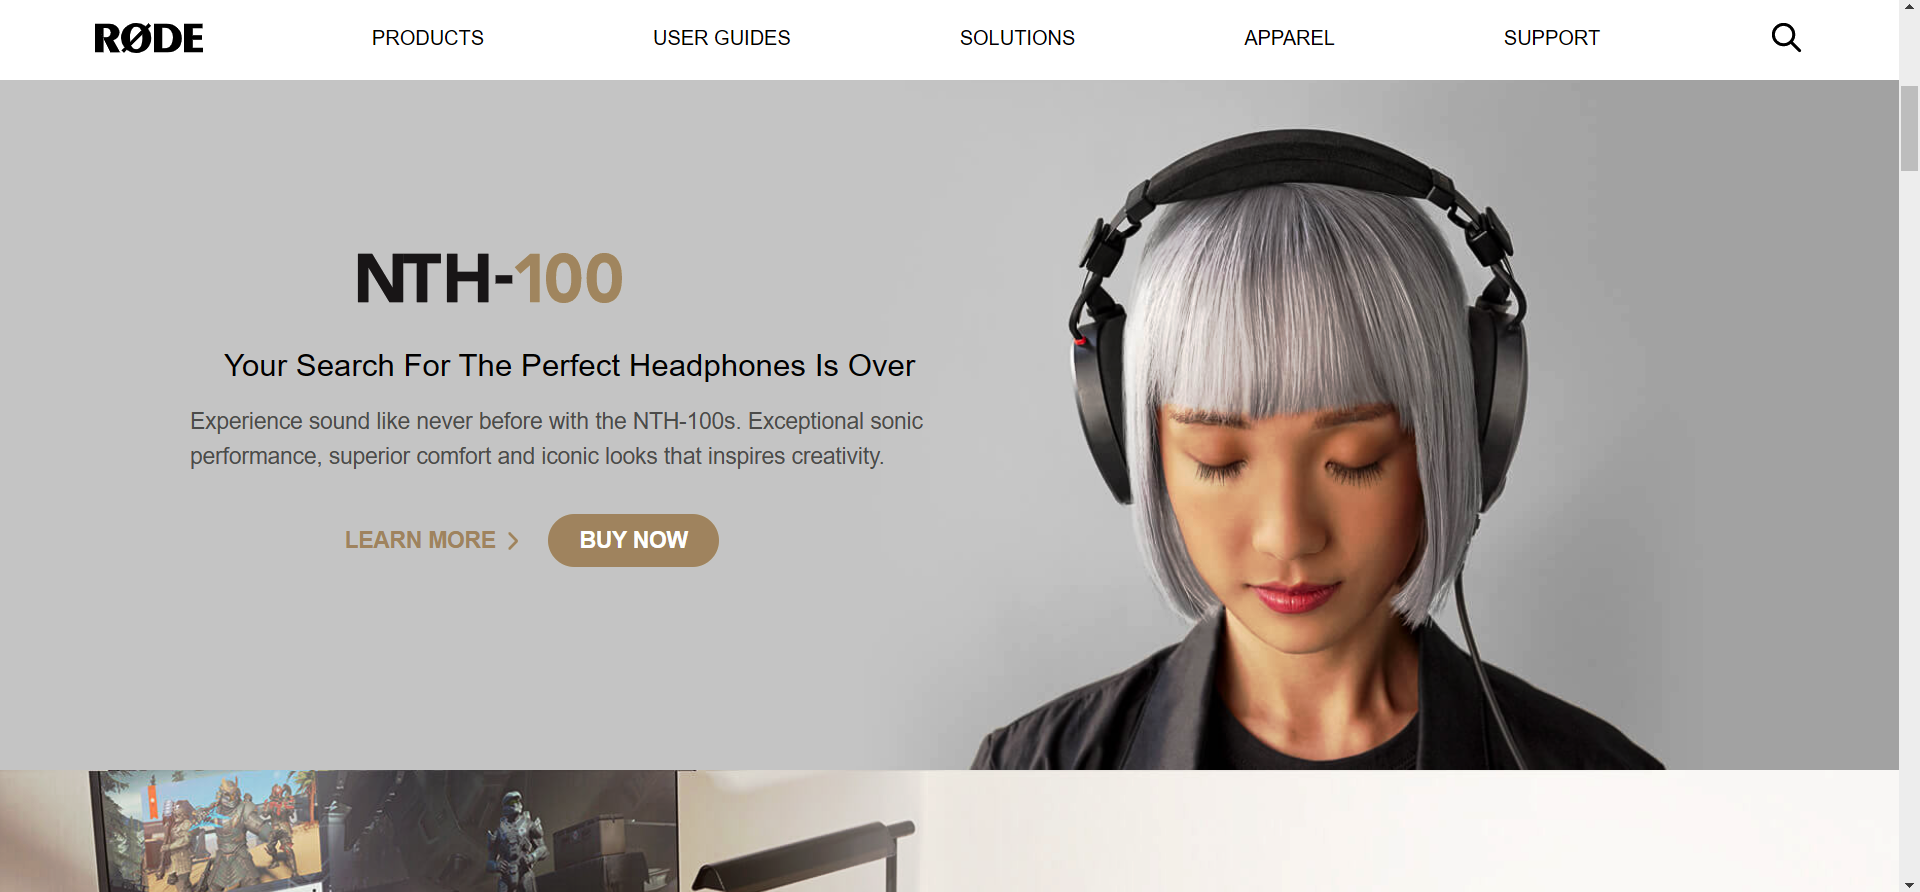 RØDE
PRODUCTS
USER GUIDES
SOLUTIONS
APPAREL
SUPPORT
NTH-100
Your Search For The Perfect Headphones Is Over
Experience sound like never before with the NTH-100s. Exceptional sonic
performance, superior comfort and iconic looks that inspires creativity.
LEARN MORE
BUY NOW